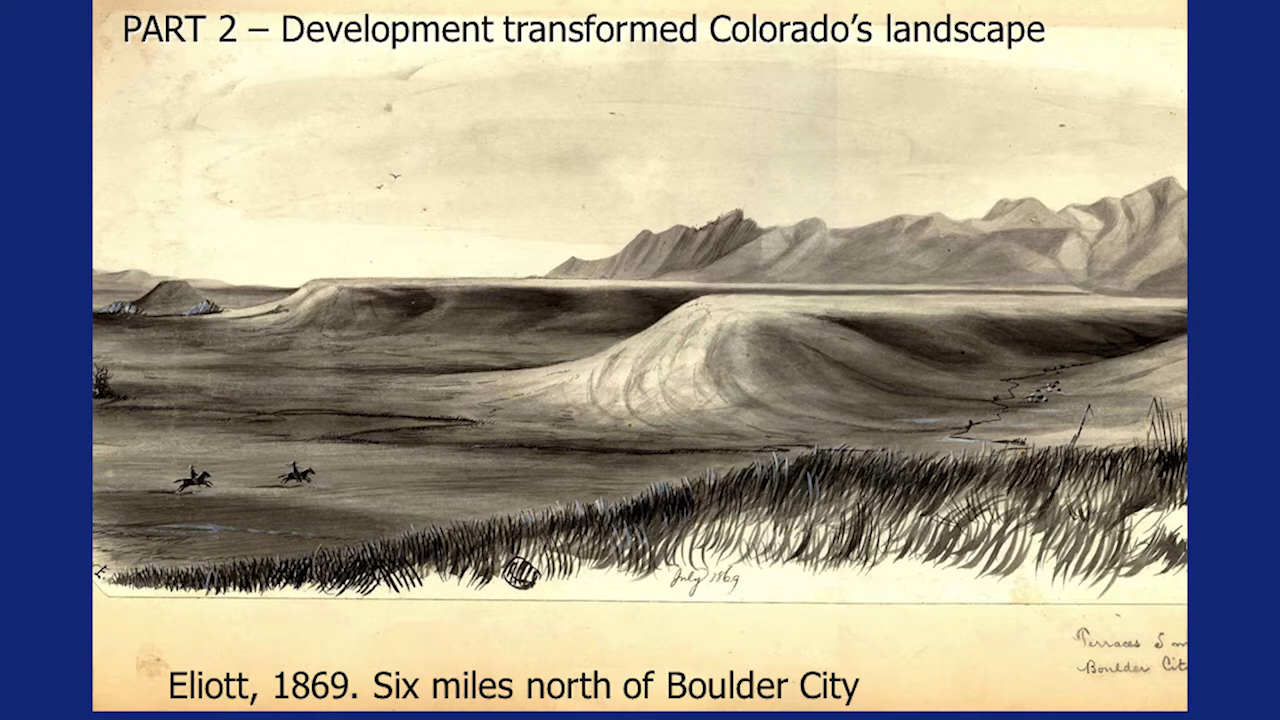 PART 2 – Development transformed Colorado’s landscape
July 1869
Terraces 5 m
Boulder Cit
Eliott, 1869. Six miles north of Boulder City